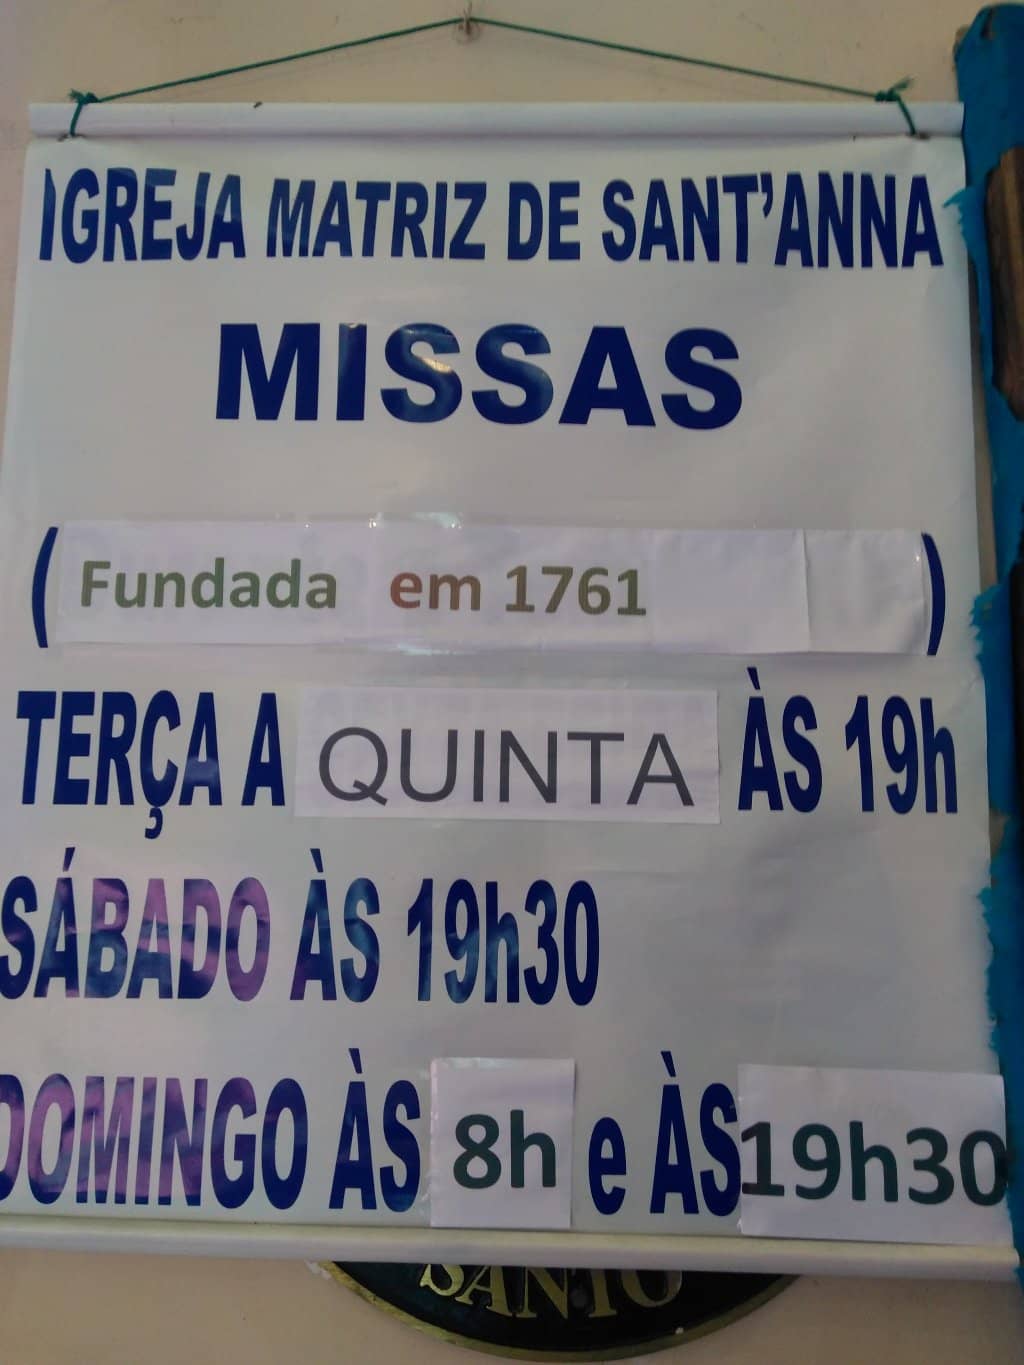 IGREJA MATRIZ DE SANT'ANNA
MISSAS
( Fundada em 1761 )
TERÇA A QUINTA ÀS 19h
SÁBADO ÀS 19h30
DOMINGO ÀS 8h e ÀS 19h30
SANTO